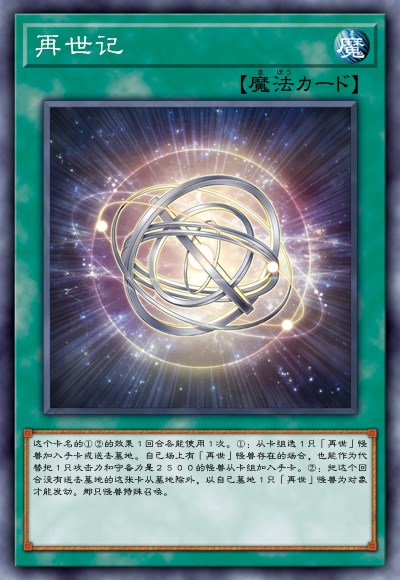 再世记
魔
【魔法カード】
ま ほう
这个卡名的①②的效果1回合各能使用1次。①：从卡组选1只「再世」怪
兽加入手卡或送去墓地。自己场上有「再世」怪兽存在的场合，也能作为代
替把1只攻击力和守备力是2500的怪兽从卡组加入手卡。②：把这个回
合没有送去墓地的这张卡从墓地除外，以自己墓地1只「再世」怪兽为对象
才能发动。那只怪兽特殊召唤。